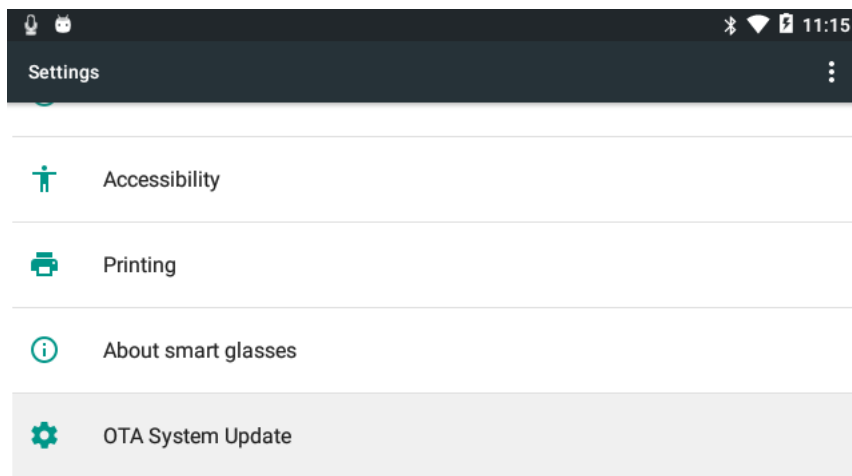 11:15
Settings
Accessibility
Printing
About smart glasses
OTA System Update